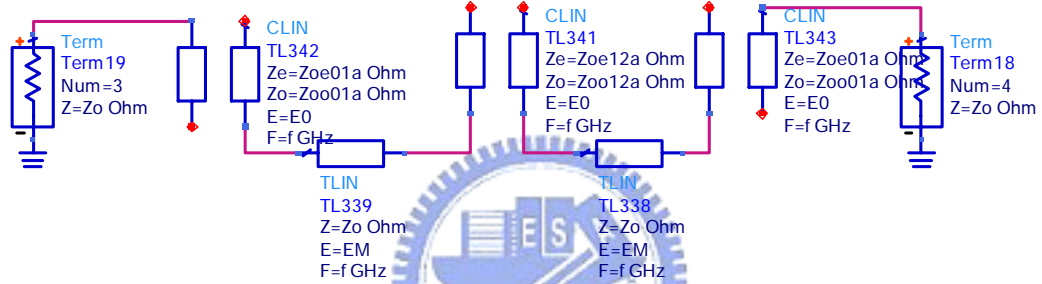 Term
Term19
Num=3
Z=Zo Ohm
CLIN
TL342
Ze=Zoe01a Ohm
Zo=Zoo01a Ohm
E=E0
F=f GHz
CLIN
TL341
Ze=Zoe12a Ohm
Zo=Zoo12a Ohm
E=E0
F=f GHz
CLIN
TL343
Ze=Zoe01a Ohm
Zo=Zoo01a Ohm
E=E0
F=f GHz
Term
Term18
Num=4
Z=Zo Ohm
TLIN
TL339
Z=Zo Ohm
E=EM
F=f GHz
TLIN
TL338
Z=Zo Ohm
E=EM
F=f GHz
ES